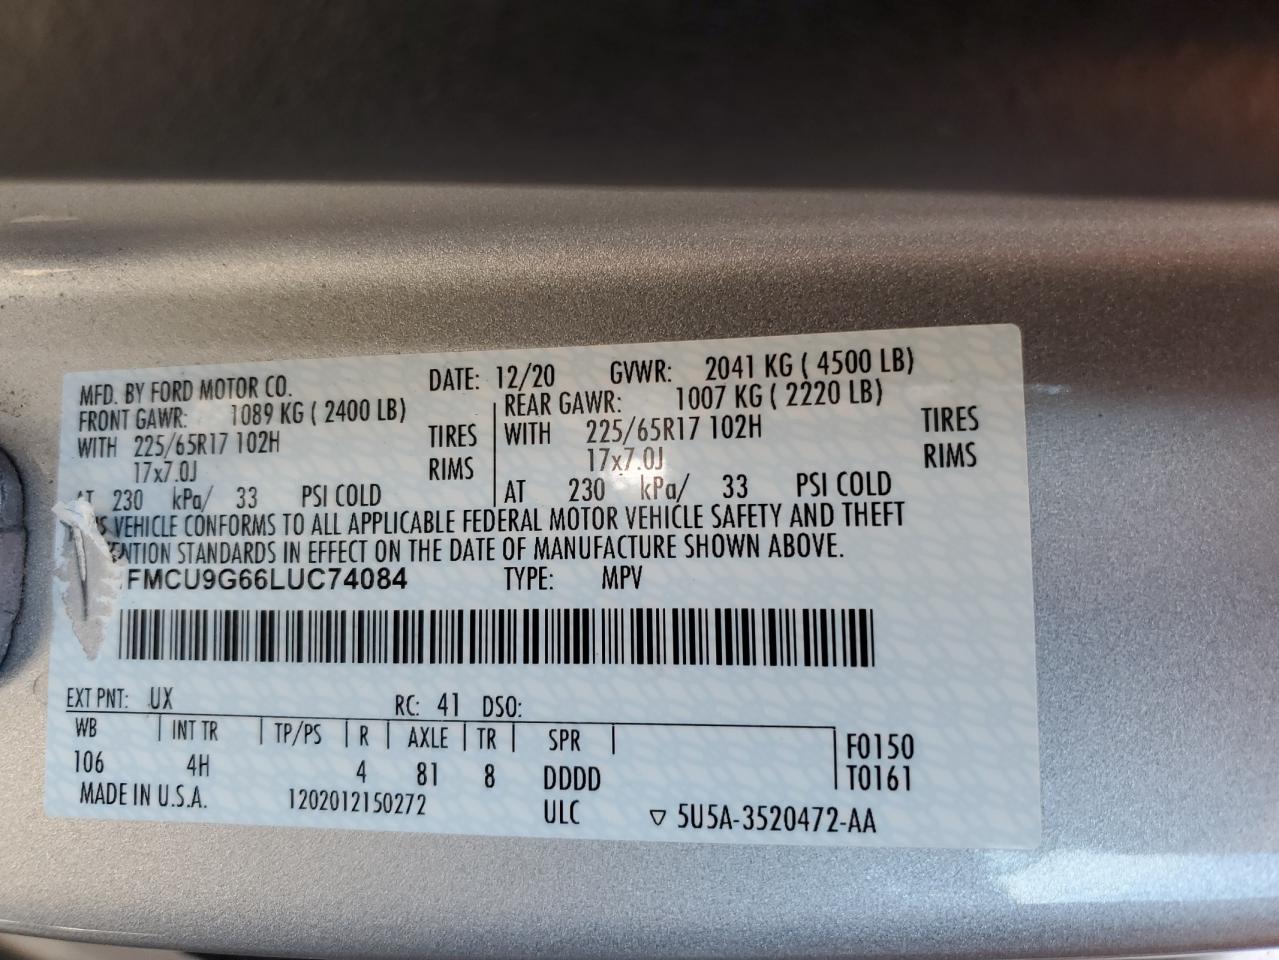 MFD. BY FORD MOTOR CO. DATE: 12/20 GVWR: 2041 KG ( 4500 LB)
FRONT GAWR: 1089 KG ( 2400 LB) REAR GAWR: 1007 KG ( 2220 LB)
WITH 225/65R17 102H TIRES WITH 225/65R17 102H TIRES
17x7.0J RIMS 17x7.0J RIMS
AT 230 kPa/ 33 PSI COLD AT 230 kPa/ 33 PSI COLD
VEHICLE CONFORMS TO ALL APPLICABLE FEDERAL MOTOR VEHICLE SAFETY AND THEFT
STANDARDS IN EFFECT ON THE DATE OF MANUFACTURE SHOWN ABOVE.
FMCU9G66LUC74084 TYPE: MPV
EXT PNT: UX RC: 41 DSO:
WB INT TR TP/PS R AXLE TR SPR F0150
106 4H 4 81 8 DDDD T0161
MADE IN U.S.A. 1202012150272 ULC ▽ 5U5A-3520472-AA